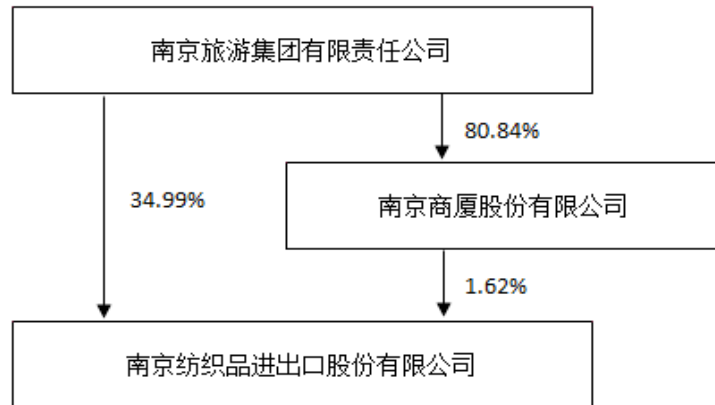 南京旅游集团有限责任公司
80.84%
34.99%
南京商厦股份有限公司
1.62%
南京纺织品进出口股份有限公司